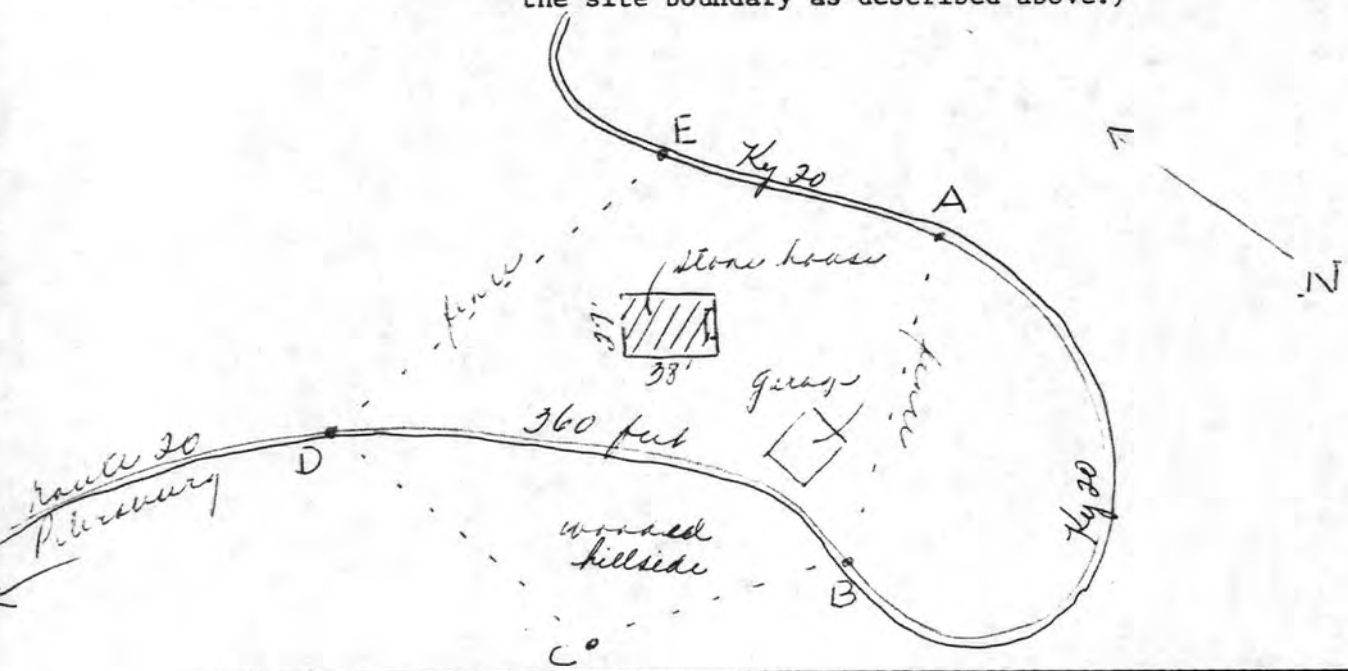 the site boundary as described above.)
E
Ky 20
A
N
stone house
fence
27'
38'
garage
fence
360 feet
Route 20
Petersburg
D
Ky 20
wooded
hillside
B
C